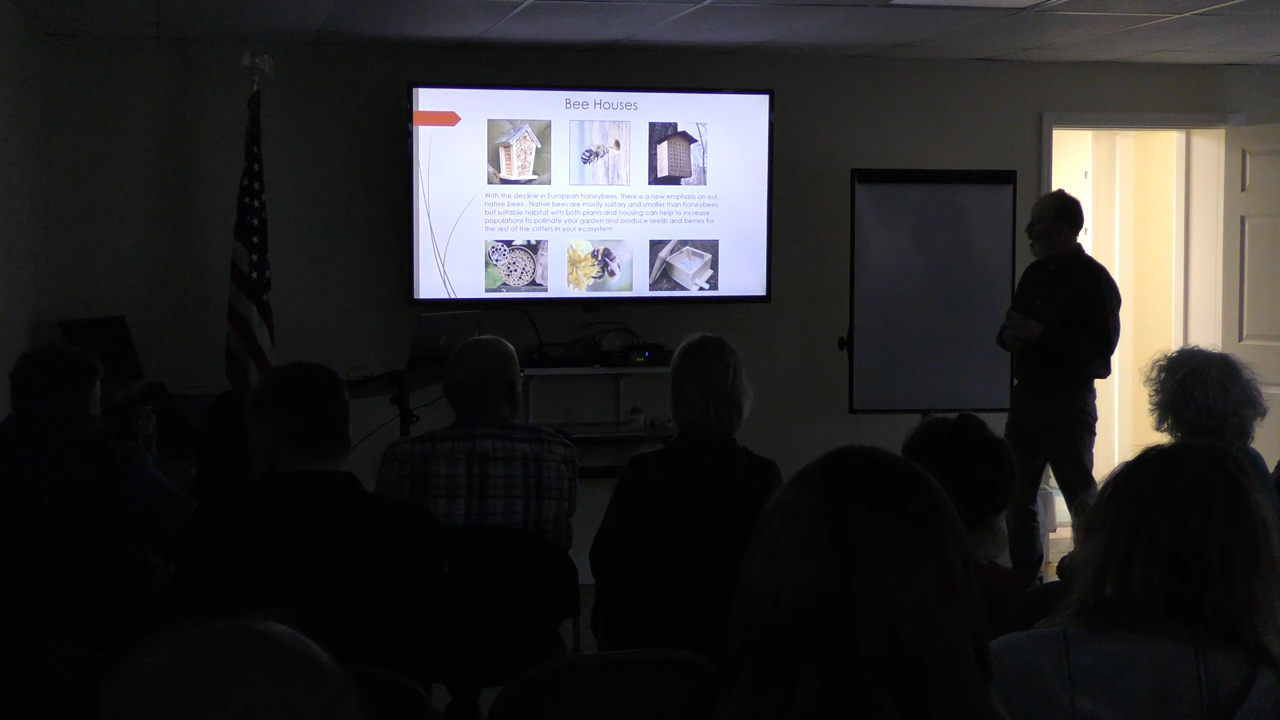 Bee Houses
With the decline in European honeybees, there is a new emphasis on our
native bees. Native bees are mostly solitary and smaller than honeybees
but suitable habitat with both plants and housing can help to increase
populations to pollinate your garden and produce seeds and berries for
the rest of the critters in your ecosystem.